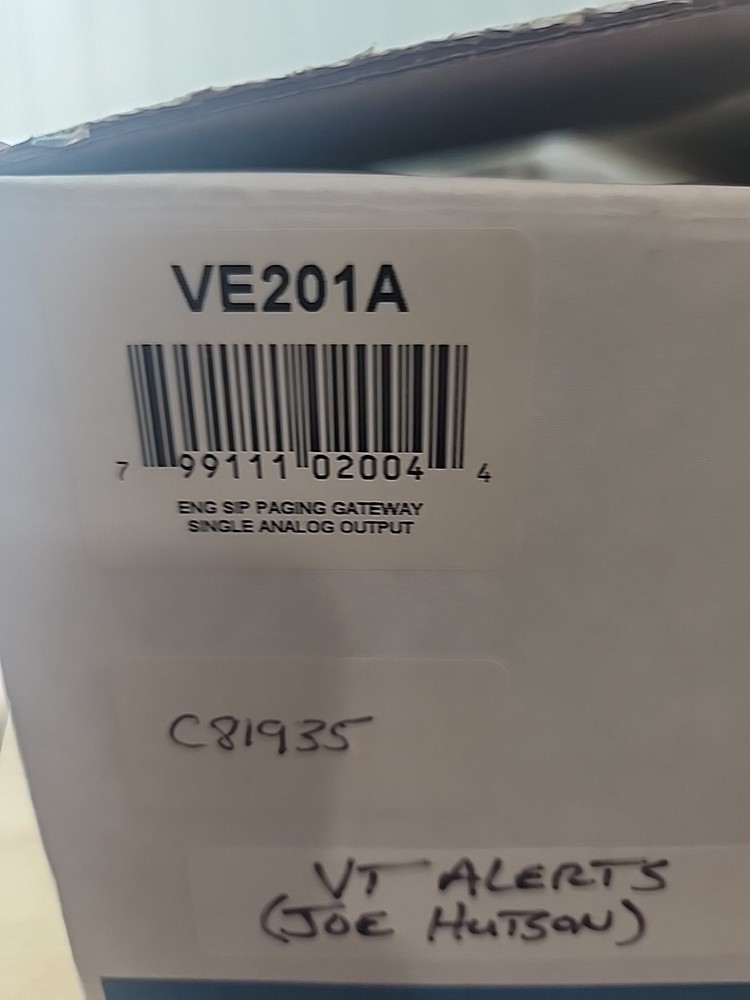 VE201A
7 99111 02004 4
ENG SIP PAGING GATEWAY
SINGLE ANALOG OUTPUT
C81935
VT ALERTS
(JOE HUTSON)